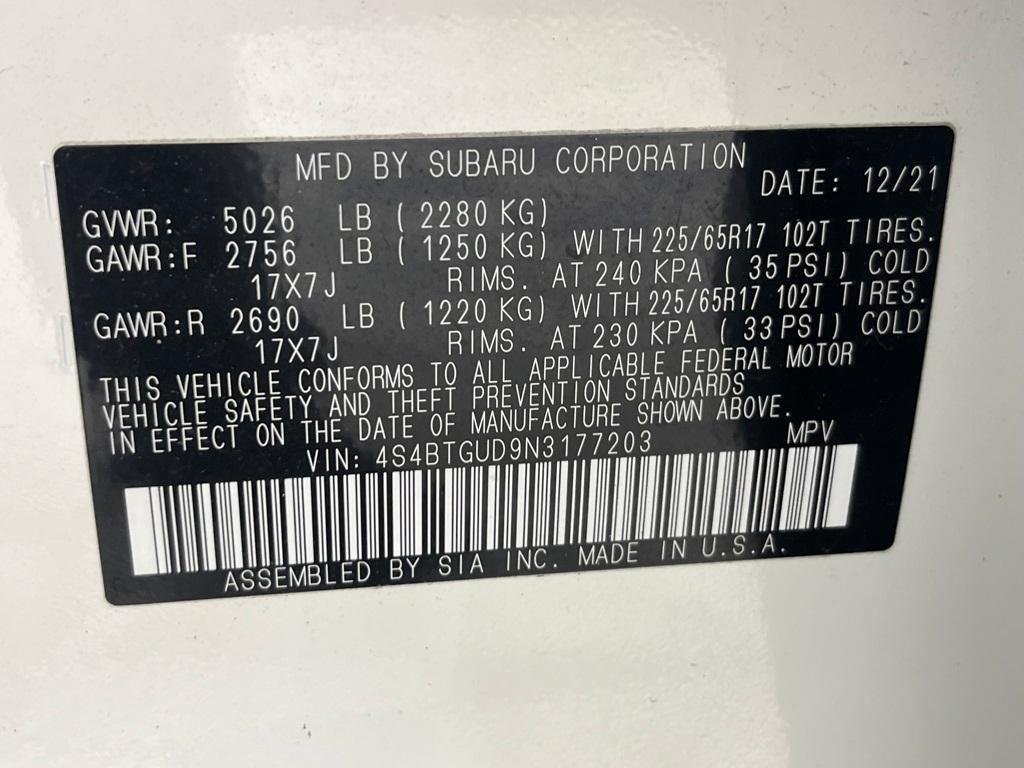 MFD BY SUBARU CORPORATION
DATE: 12/21
GVWR: 5026 LB ( 2280 KG)
GAWR:F 2756 LB ( 1250 KG) WITH 225/65R17 102T TIRES.
17X7J RIMS. AT 240 KPA ( 35 PSI) COLD
GAWR:R 2690 LB ( 1220 KG) WITH 225/65R17 102T TIRES.
17X7J RIMS. AT 230 KPA ( 33 PSI) COLD
THIS VEHICLE CONFORMS TO ALL APPLICABLE FEDERAL MOTOR
VEHICLE SAFETY AND THEFT PREVENTION STANDARDS
IN EFFECT ON THE DATE OF MANUFACTURE SHOWN ABOVE.
VIN: 4S4BTGUD9N3177203 MPV
ASSEMBLED BY SIA INC. MADE IN U.S.A.